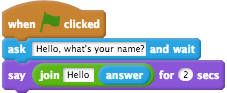 when clicked
ask Hello, what's your name? and wait
say join Hello answer for 2 secs